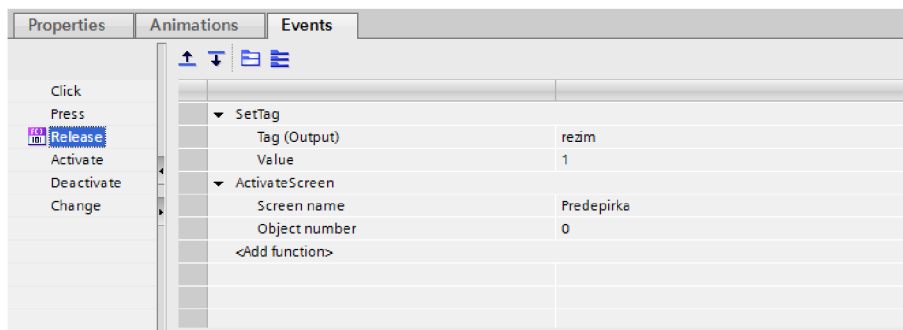 Properties Animations Events
Click
Press
SetTag
Release Tag (Output) rezim
Activate Value 1
Deactivate ActivateScreen
Change Screen name Predepirka
Object number 0
<Add function>